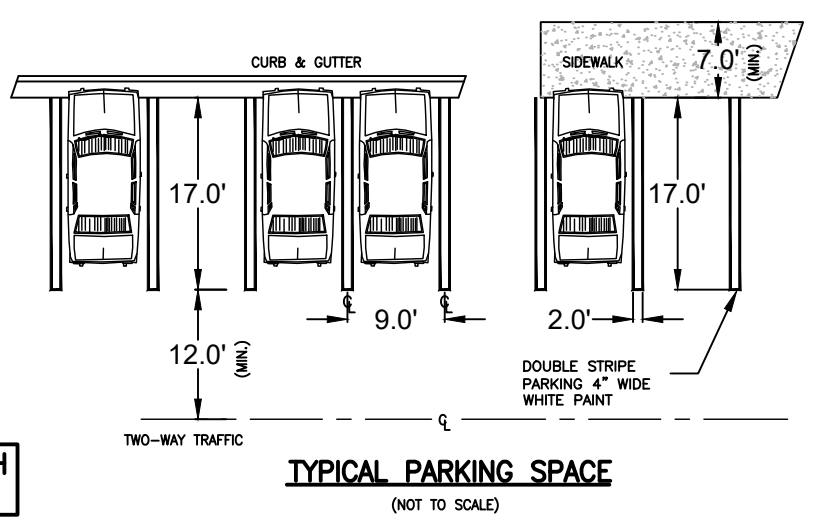 CURB & GUTTER
SIDEWALK
7.0' (MIN.)
17.0'
17.0'
℄
℄
9.0'
2.0'
12.0' (MIN.)
DOUBLE STRIPE
PARKING 4" WIDE
WHITE PAINT
℄
TWO-WAY TRAFFIC
H
TYPICAL PARKING SPACE
(NOT TO SCALE)